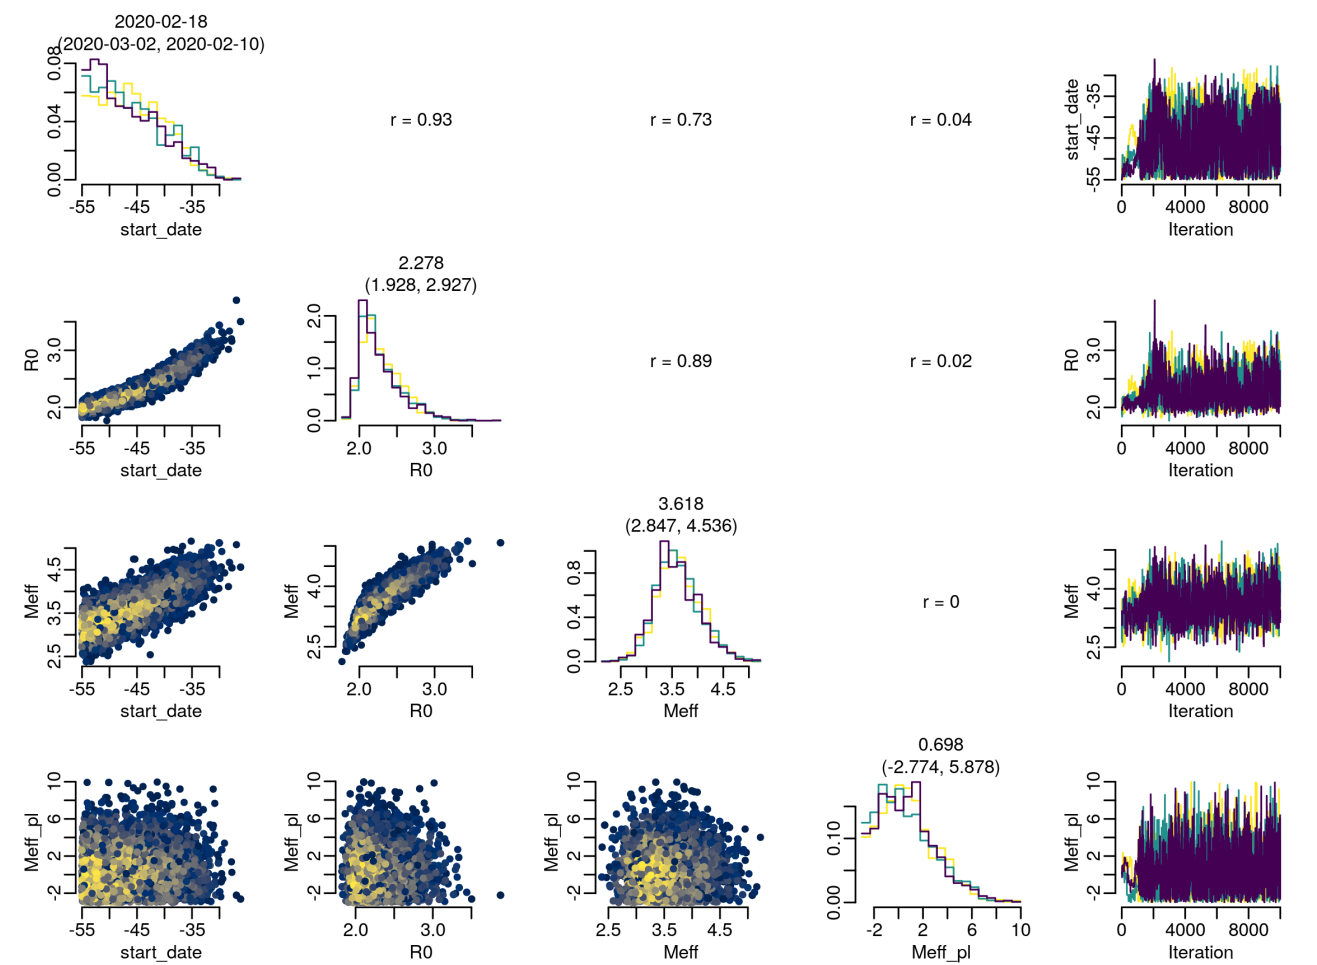 2020-02-18
(2020-03-02, 2020-02-10)
0.00 0.04 0.08
-55 -45 -35
start_date
r = 0.93
r = 0.73
r = 0.04
start_date
-55 -45 -35
0 4000 8000
Iteration
R0
2.0 3.0
-55 -45 -35
start_date
2.278
(1.928, 2.927)
0.0 1.0 2.0
2.0 3.0
R0
r = 0.89
r = 0.02
R0
2.0 3.0
0 4000 8000
Iteration
Meff
2.5 3.5 4.5
-55 -45 -35
start_date
Meff
2.5 4.0
2.0 3.0
R0
3.618
(2.847, 4.536)
0.0 0.4 0.8
2.5 3.5 4.5
Meff
r = 0
Meff
2.5 4.0
0 4000 8000
Iteration
Meff_pl
-2 2 6 10
-55 -45 -35
start_date
Meff_pl
-2 2 6 10
2.0 3.0
R0
Meff_pl
-2 2 6 10
2.5 3.5 4.5
Meff
0.698
(-2.774, 5.878)
0.00 0.10
-2 2 6 10
Meff_pl
Meff_pl
-2 2 6 10
0 4000 8000
Iteration